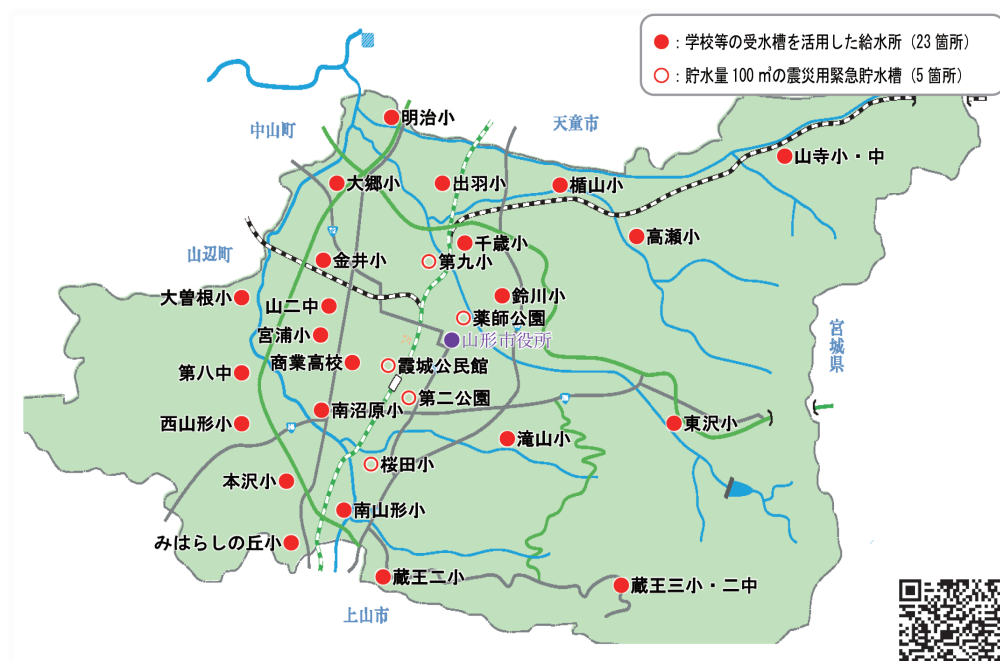 ●：学校等の受水槽を活用した給水所（23箇所）
○：貯水量100㎥の震災用緊急貯水槽（5箇所）
中山町
明治小
天童市
山寺小・中
大郷小
出羽小
楯山小
高瀬小
山辺町
千歳小
金井小
第九小
大曽根小
山二中
鈴川小
薬師公園
宮浦小
山形市役所
宮城県
商業高校
霞城公民館
第八中
第二公園
南沼原小
西山形小
東沢小
滝山小
桜田小
本沢小
南山形小
みはらしの丘小
蔵王二小
蔵王三小・二中
上山市